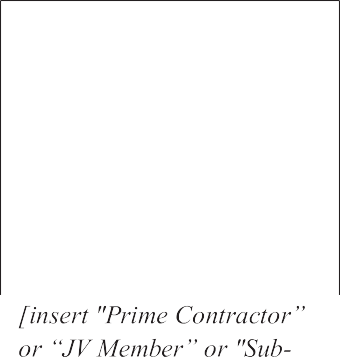 [insert "Prime Contractor”
or “JV Member” or "Sub-